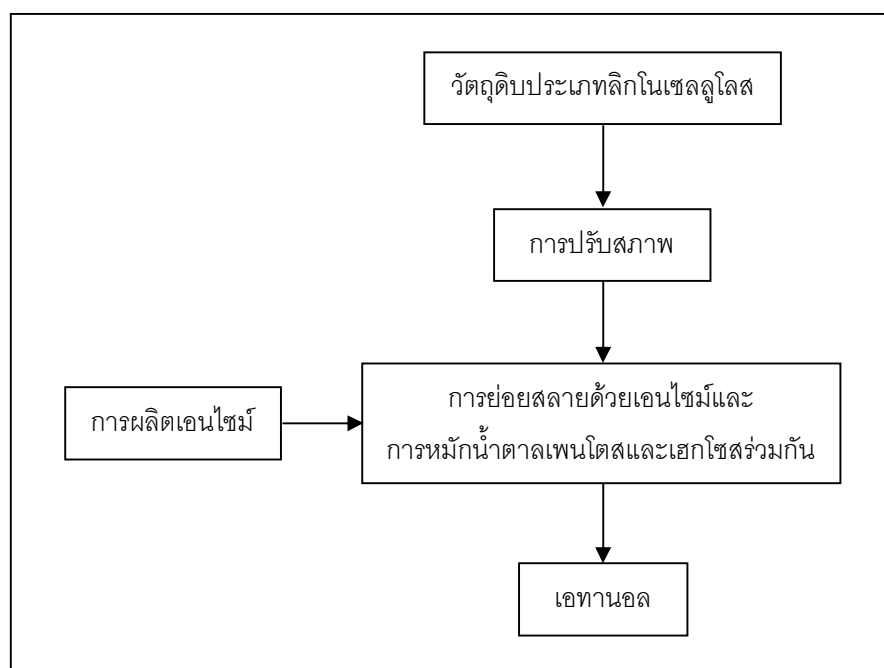 วัตถุดิบประเภทลิกโนเซลลูโลส
การปรับสภาพ
การผลิตเอนไซม์
การย่อยสลายด้วยเอนไซม์และ
การหมักน้ำตาลเพนโตสและเฮกโซสร่วมกัน
เอทานอล